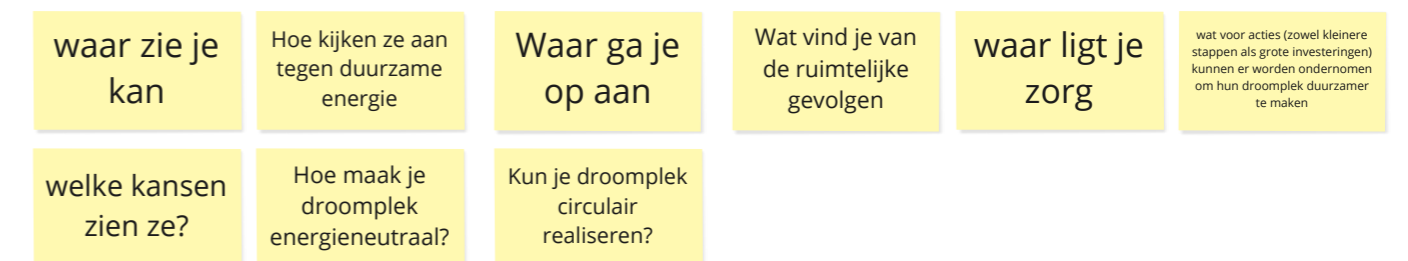 waar zie je
kan
Hoe kijken ze aan
tegen duurzame
energie
Waar ga je
op aan
Wat vind je van
de ruimtelijke
gevolgen
waar ligt je
zorg
wat voor acties (zowel kleinere
stappen als grote investeringen)
kunnen er worden ondernomen
om hun droomplek duurzamer
te maken
welke kansen
zien ze?
Hoe maak je
droomplek
energieneutraal?
Kun je droomplek
circulair
realiseren?